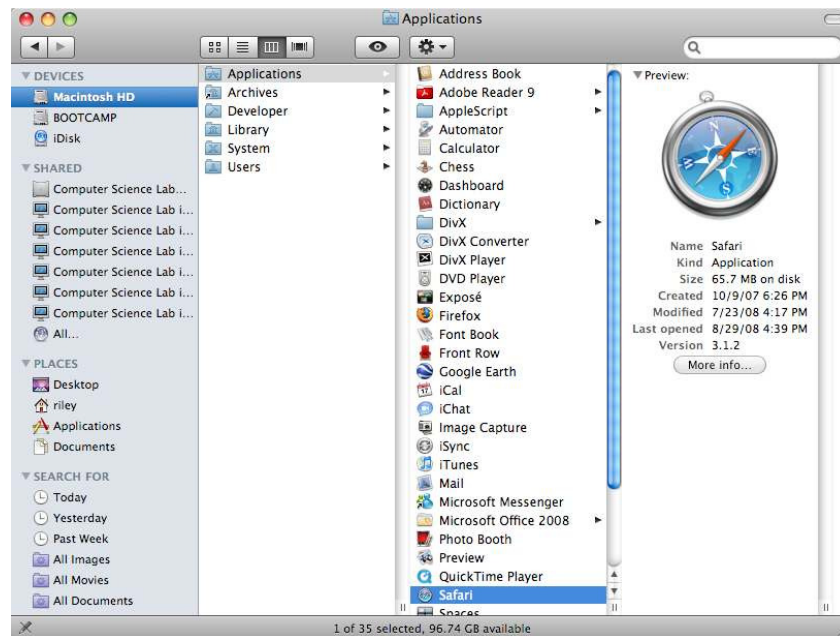 Applications
DEVICES
Macintosh HD
BOOTCAMP
iDisk
SHARED
Computer Science Lab...
Computer Science Lab i...
Computer Science Lab i...
Computer Science Lab i...
Computer Science Lab i...
Computer Science Lab i...
Computer Science Lab i...
All...
PLACES
Desktop
riley
Applications
Documents
SEARCH FOR
Today
Yesterday
Past Week
All Images
All Movies
All Documents
Applications
Archives
Developer
Library
System
Users
Address Book
Adobe Reader 9
AppleScript
Automator
Calculator
Chess
Dashboard
Dictionary
DivX
DivX Converter
DivX Player
DVD Player
Exposé
Firefox
Font Book
Front Row
Google Earth
iCal
iChat
Image Capture
iSync
iTunes
Mail
Microsoft Messenger
Microsoft Office 2008
Photo Booth
Preview
QuickTime Player
Safari
Spaces
Preview:
Name Safari
Kind Application
Size 65.7 MB on disk
Created 10/9/07 6:26 PM
Modified 7/23/08 4:17 PM
Last opened 8/29/08 4:39 PM
Version 3.1.2
More info...
1 of 35 selected, 96.74 GB available